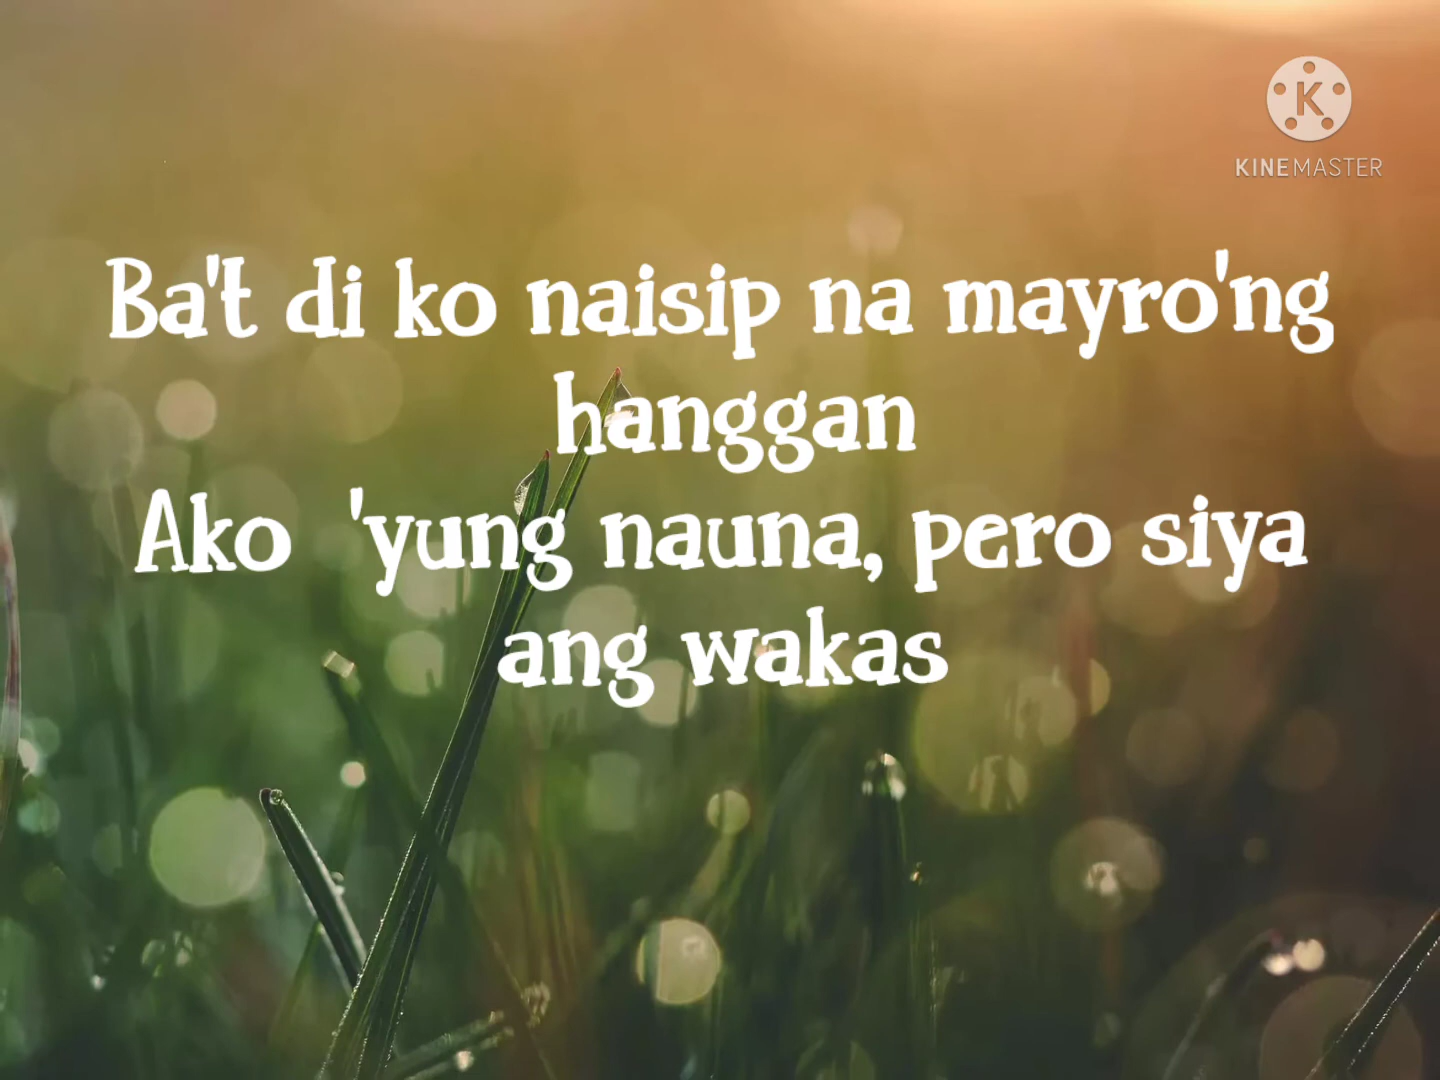 KINEMASTER
Ba't di ko naisip na mayro'ng
hanggan
Ako 'yung nauna, pero siya
ang wakas